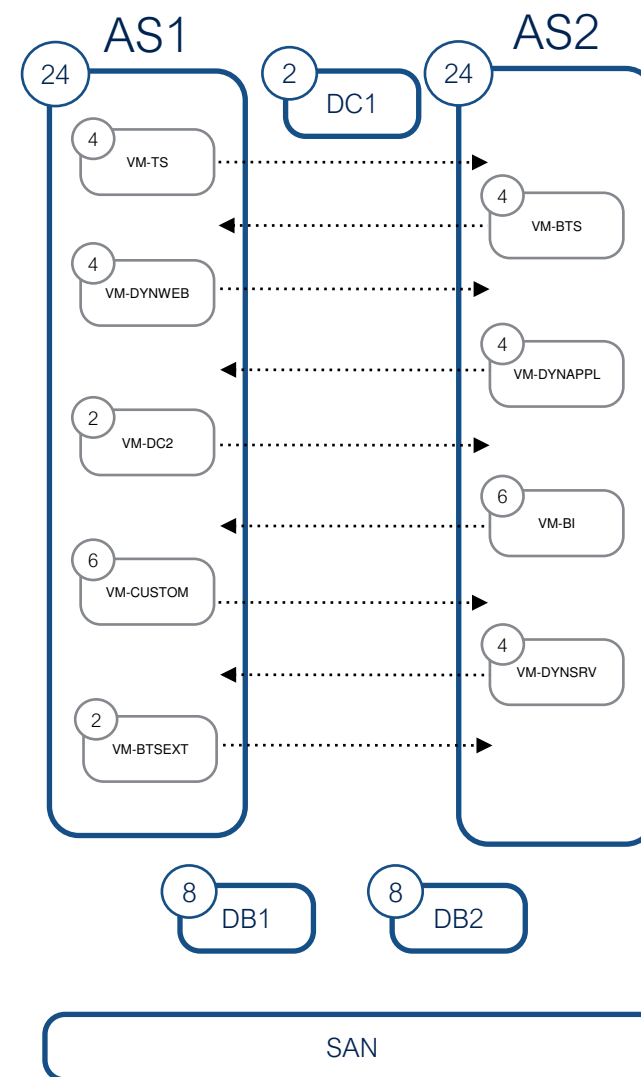 AS1
AS2
24
2
24
DC1
4
VM-TS
4
VM-BTS
4
VM-DYNWEB
4
VM-DYNAPPL
2
VM-DC2
6
VM-BI
6
VM-CUSTOM
4
VM-DYNSRV
2
VM-BTSEXT
8
DB1
8
DB2
SAN